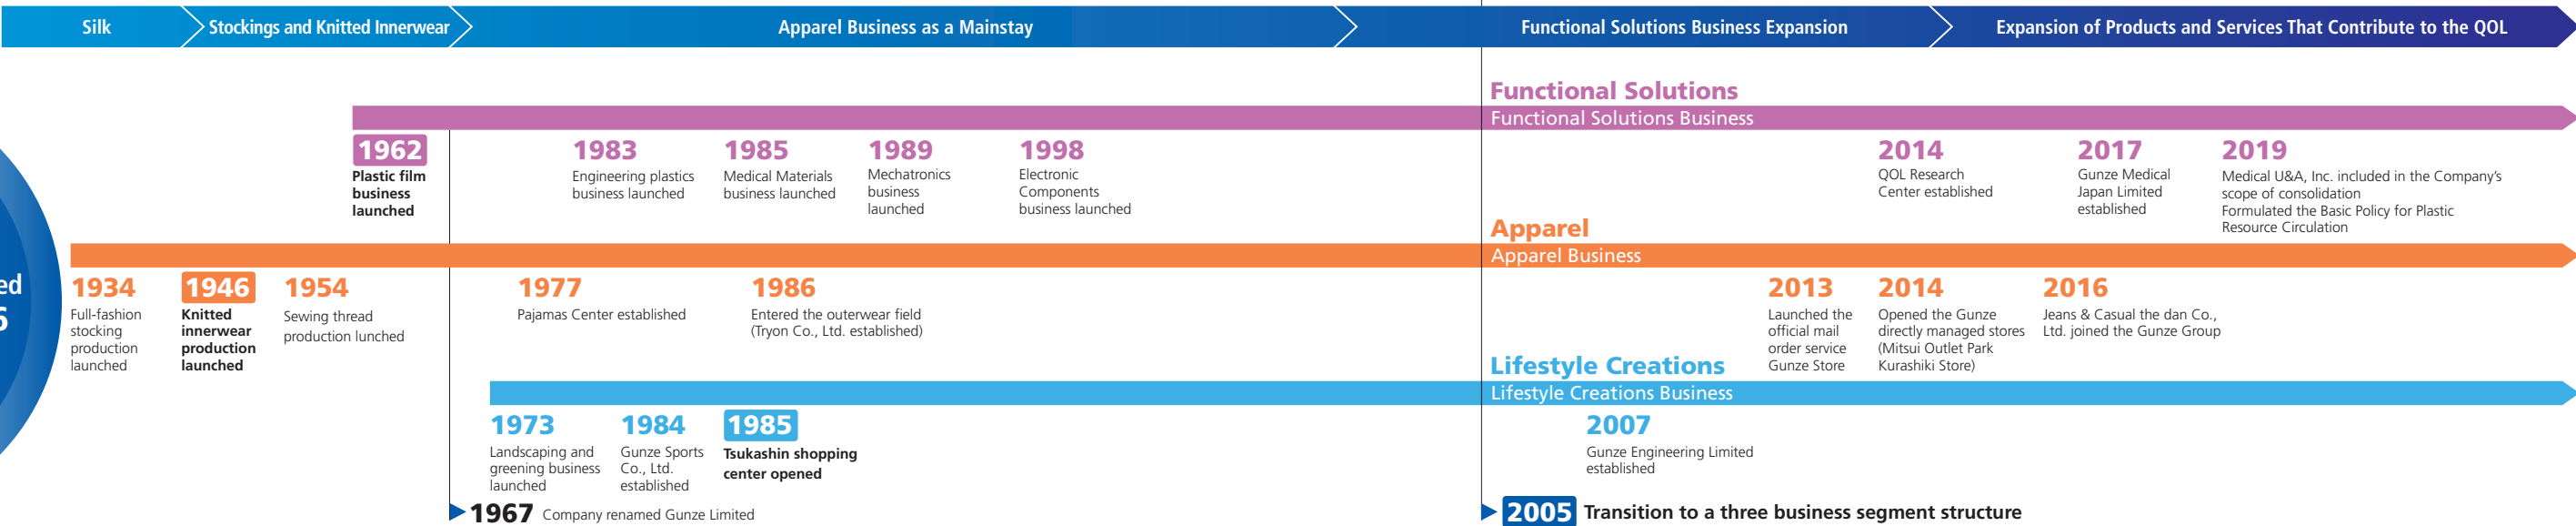 Silk
Stockings and Knitted Innerwear
Apparel Business as a Mainstay
Functional Solutions Business Expansion
Expansion of Products and Services That Contribute to the QOL
Functional Solutions
Functional Solutions Business
1962
Plastic film
business
launched
1983
Engineering plastics
business launched
1985
Medical Materials
business launched
1989
Mechatronics
business
launched
1998
Electronic
Components
business launched
2014
QOL Research
Center established
2017
Gunze Medical
Japan Limited
established
2019
Medical U&A, Inc. included in the Company’s
scope of consolidation
Formulated the Basic Policy for Plastic
Resource Circulation
Apparel
Apparel Business
ed
6
1934
Full-fashion
stocking
production
launched
1946
Knitted
innerwear
production
launched
1954
Sewing thread
production lunched
1977
Pajamas Center established
1986
Entered the outerwear field
(Tryon Co., Ltd. established)
2013
Launched the
official mail
order service
Gunze Store
2014
Opened the Gunze
directly managed stores
(Mitsui Outlet Park
Kurashiki Store)
2016
Jeans & Casual the dan Co.,
Ltd. joined the Gunze Group
Lifestyle Creations
Lifestyle Creations Business
1973
Landscaping and
greening business
launched
1984
Gunze Sports
Co., Ltd.
established
1985
Tsukashin shopping
center opened
2007
Gunze Engineering Limited
established
1967 Company renamed Gunze Limited
2005 Transition to a three business segment structure